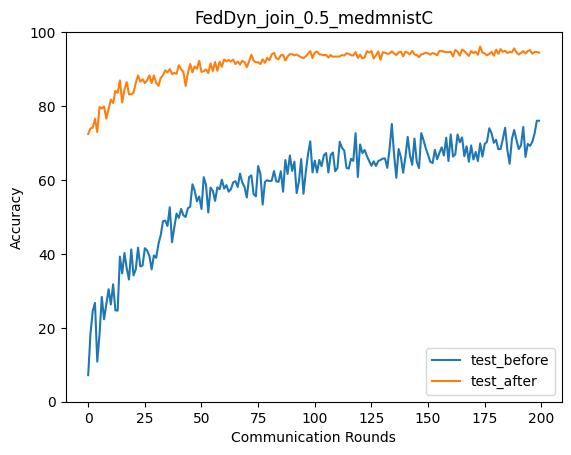 FedDyn_join_0.5_medmnistC
100
80
60
40
20
0
Accuracy
0 25 50 75 100 125 150 175 200
Communication Rounds
test_before
test_after